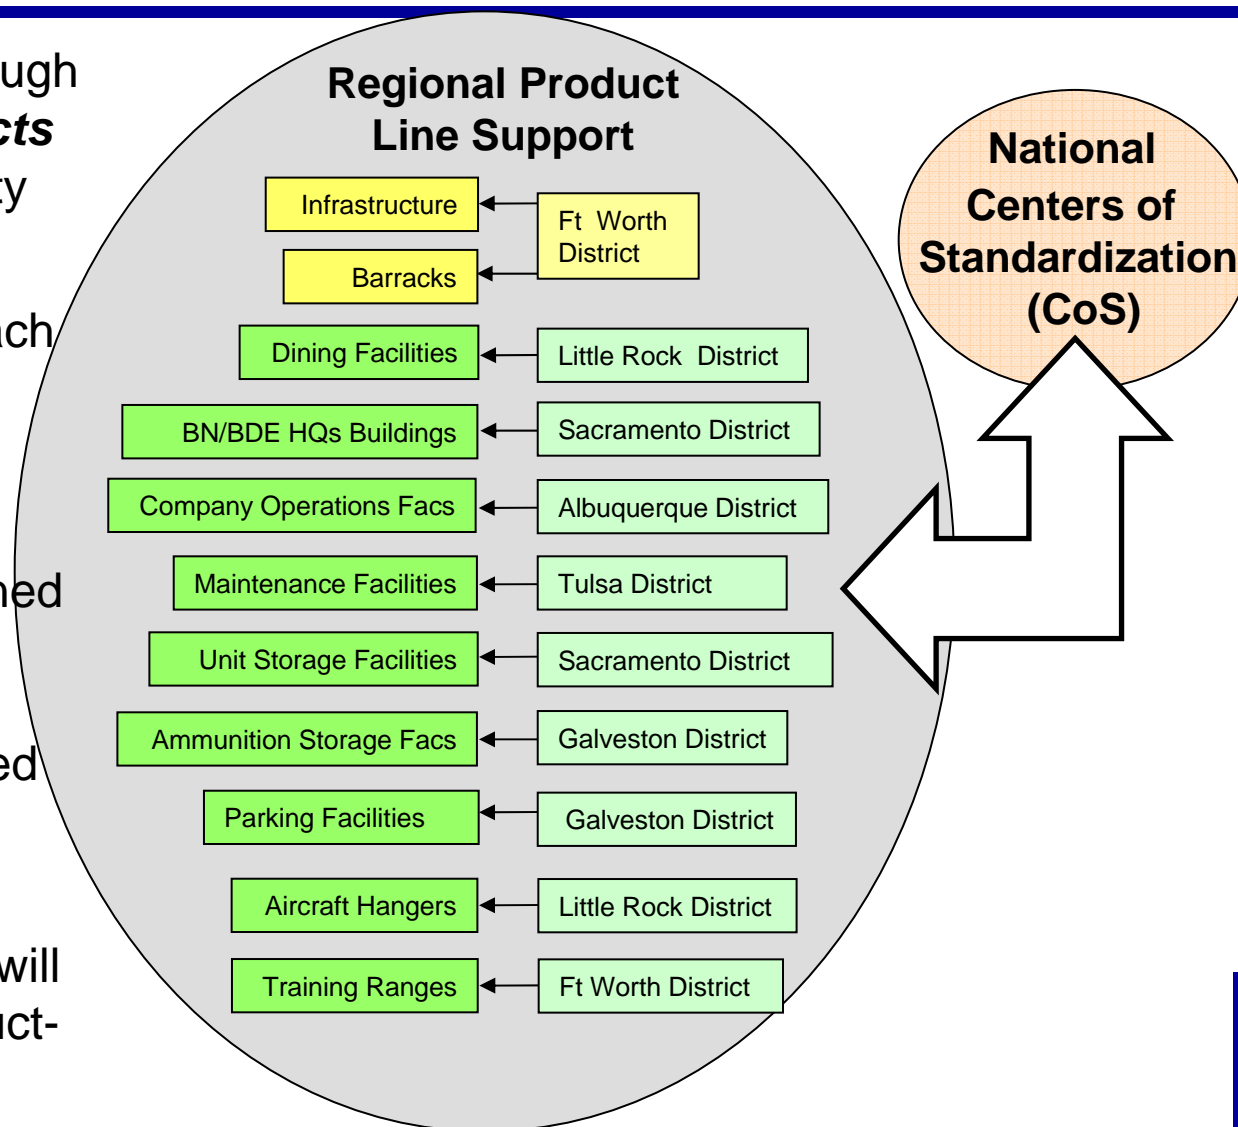 ugh
cts
ty
ach
ned
ed
will
uct-
Regional Product
Line Support
Infrastructure
Ft Worth
District
Barracks
Dining Facilities
Little Rock District
BN/BDE HQs Buildings
Sacramento District
Company Operations Facs
Albuquerque District
Maintenance Facilities
Tulsa District
Unit Storage Facilities
Sacramento District
Ammunition Storage Facs
Galveston District
Parking Facilities
Galveston District
Aircraft Hangers
Little Rock District
Training Ranges
Ft Worth District
National
Centers of
Standardization
(CoS)